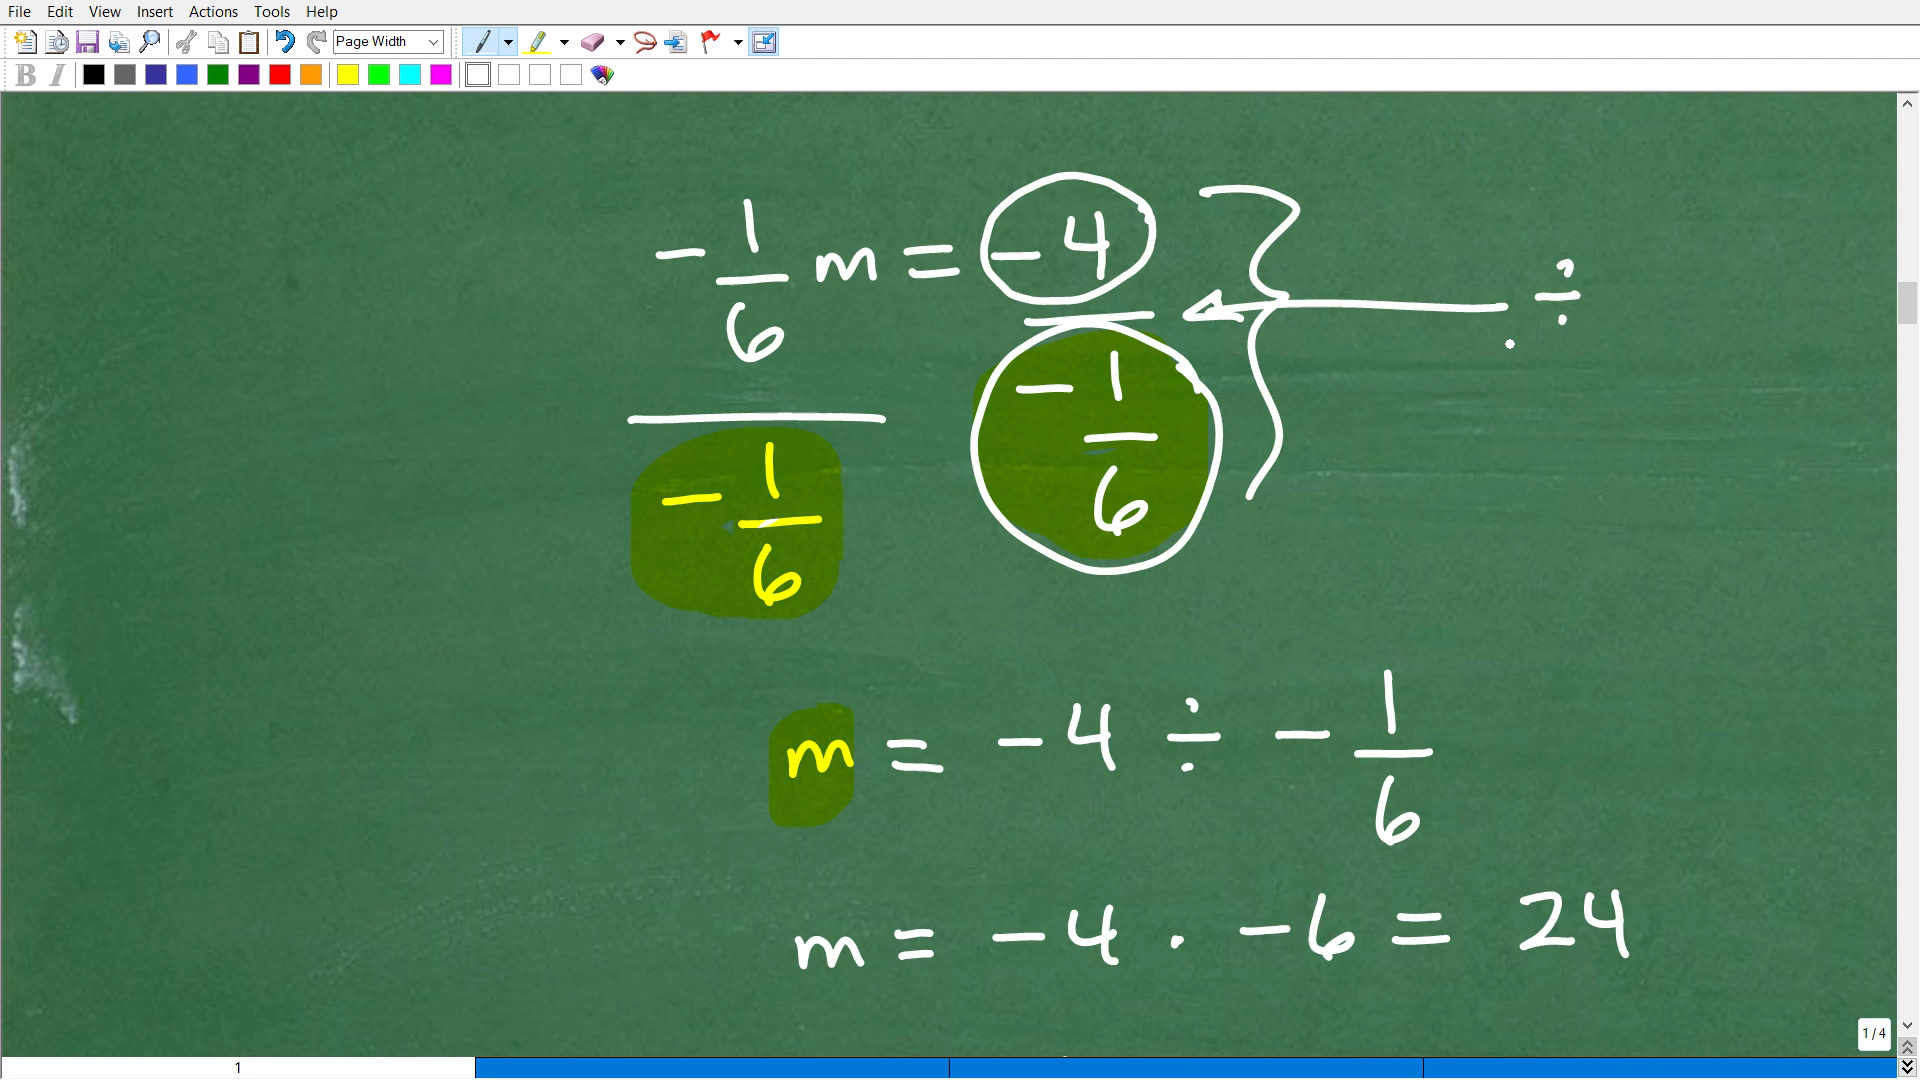 File Edit View Insert Actions Tools Help
Page Width
B I
-1/6 m = -4
÷
-1/6 -1/6
m = -4 ÷ -1/6
m = -4 · -6 = 24
1 / 4
1